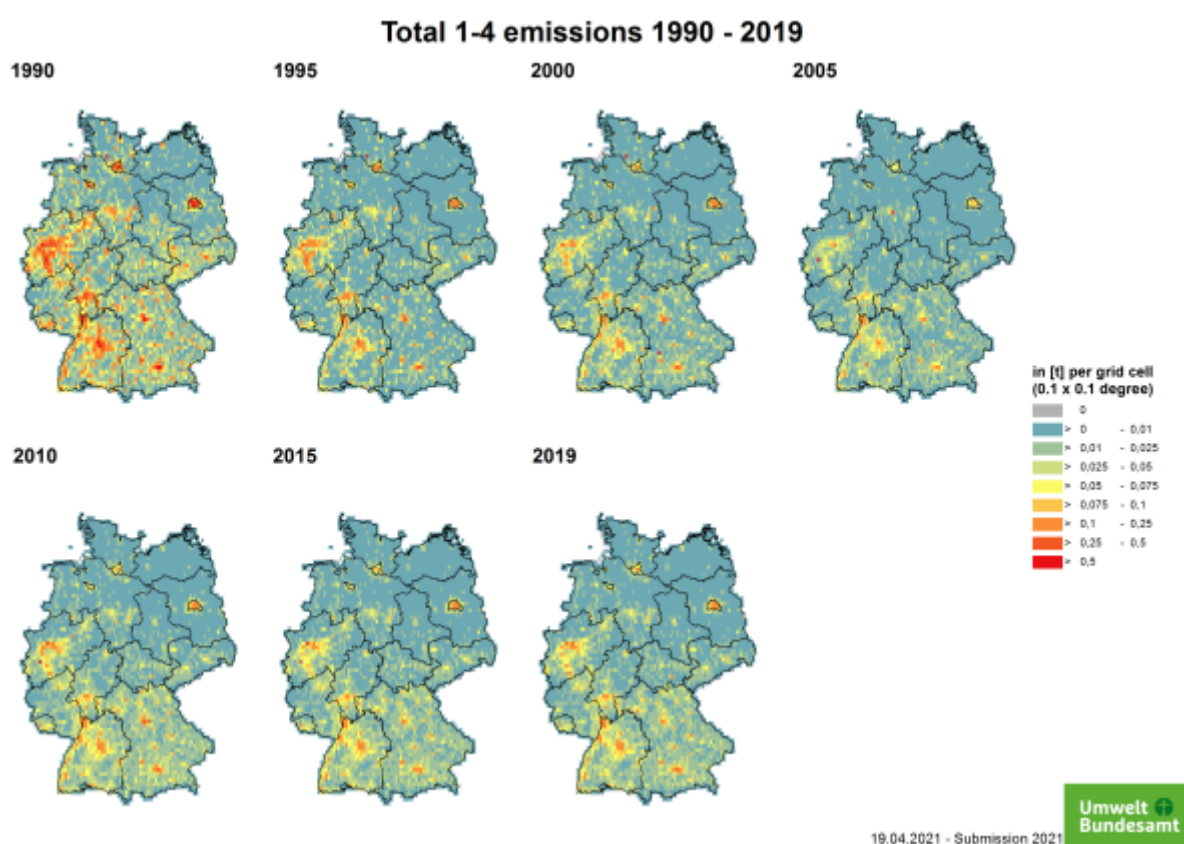 Total 1-4 emissions 1990 - 2019
1990
1995
2000
2005
in [t] per grid cell
(0.1 x 0.1 degree)
0
> 0 - 0,01
> 0,01 - 0,025
> 0,025 - 0,05
> 0,05 - 0,075
> 0,075 - 0,1
> 0,1 - 0,25
> 0,25 - 0,5
> 0,5
2010
2015
2019
Umwelt
Bundesamt
19.04.2021 - Submission 2021